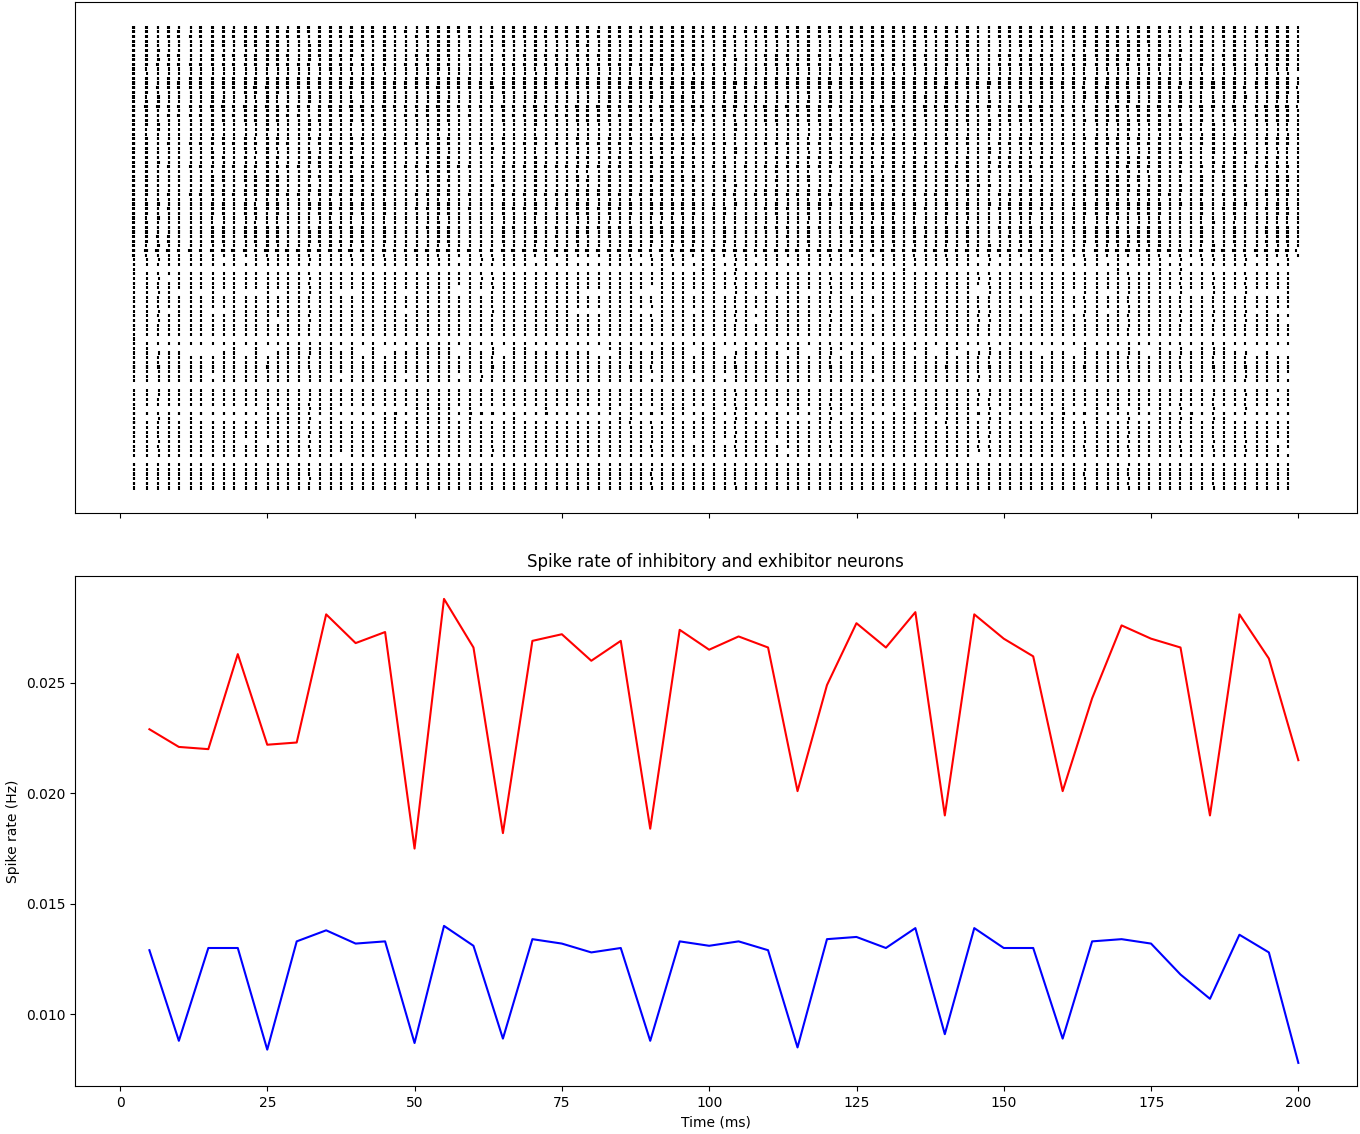 Spike rate of inhibitory and exhibitor neurons
Spike rate (Hz)
0.025
0.020
0.015
0.010
0 25 50 75 100 125 150 175 200
Time (ms)